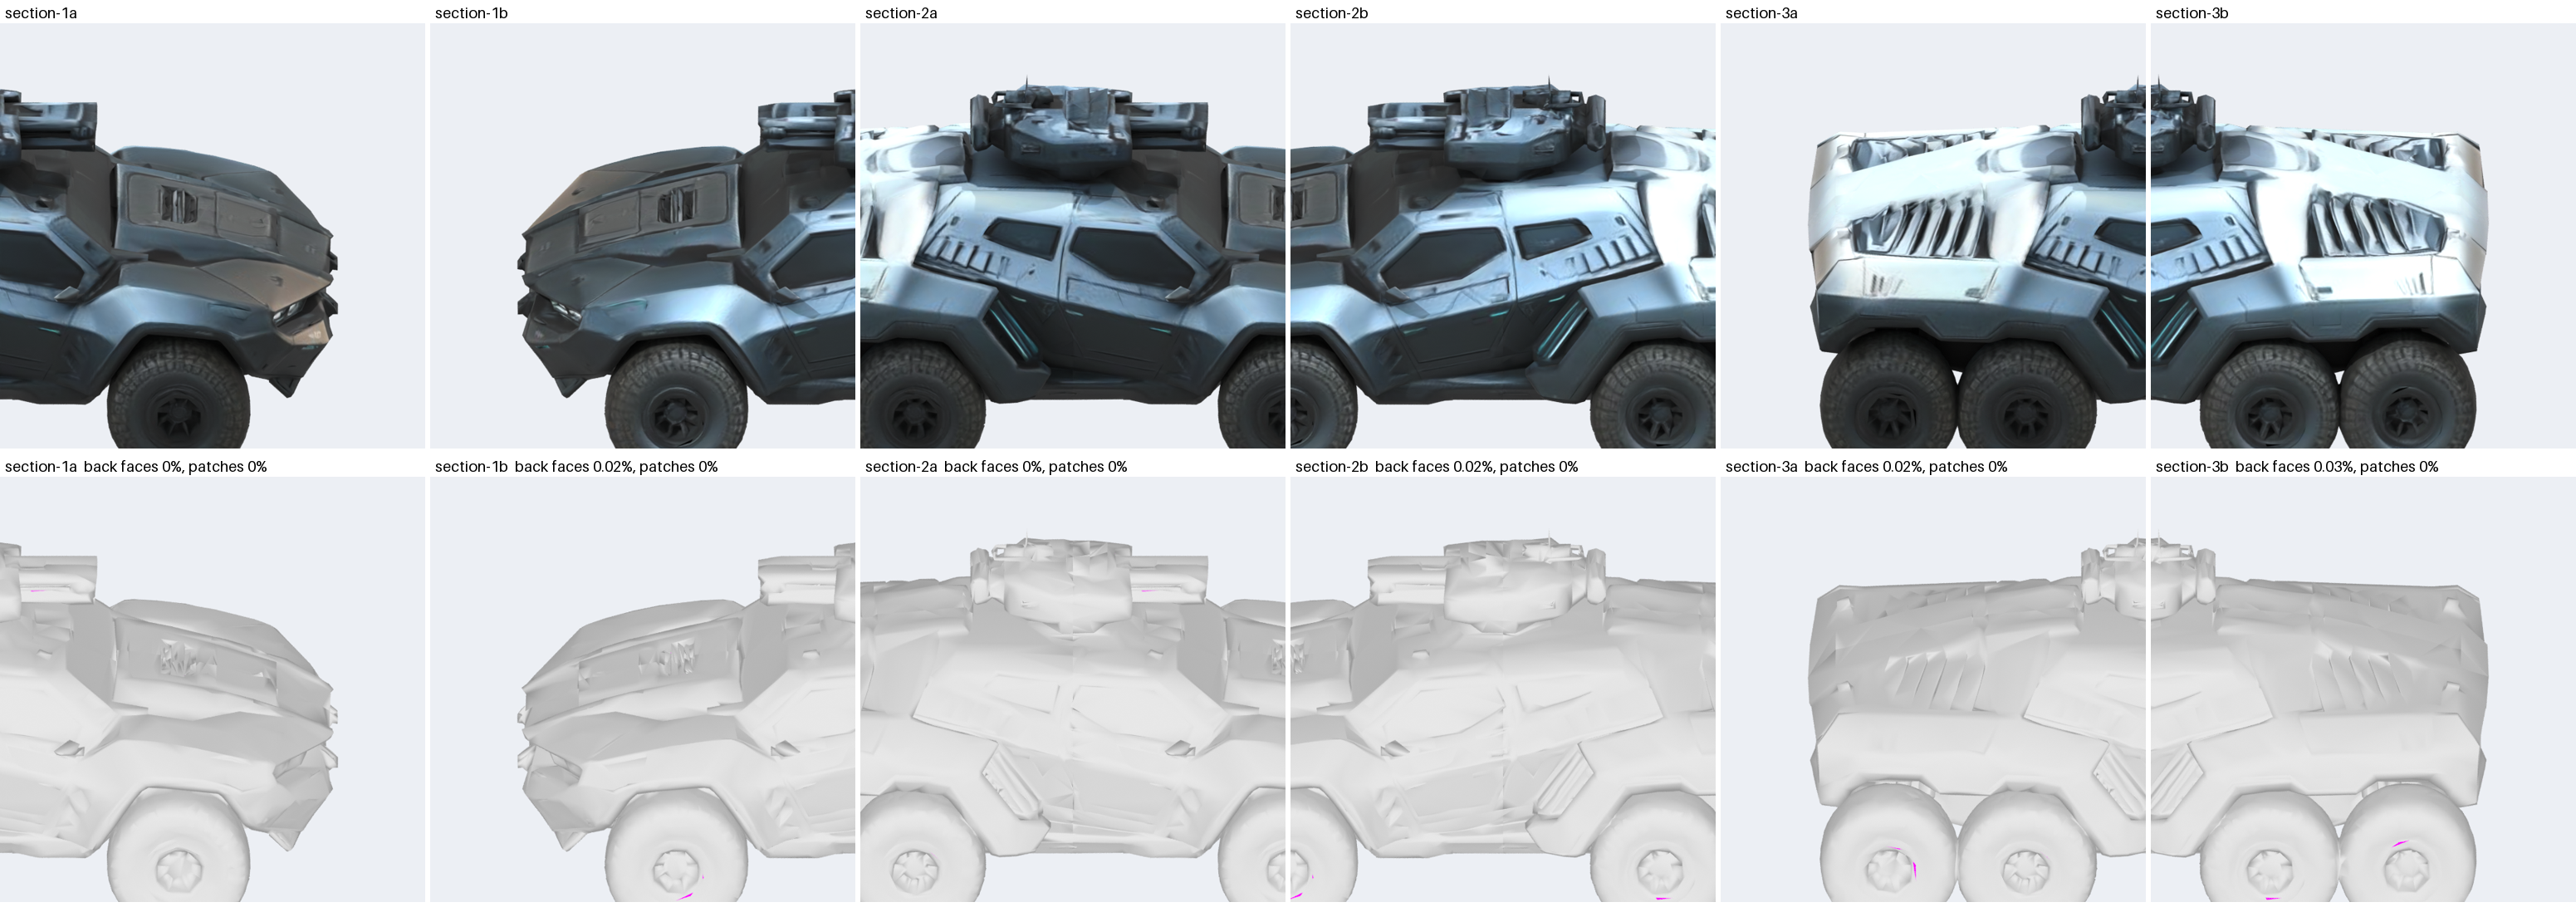 section-1a
section-1b
section-2a
section-2b
section-3a
section-3b
section-1a back faces 0%, patches 0%
section-1b back faces 0.02%, patches 0%
section-2a back faces 0%, patches 0%
section-2b back faces 0.02%, patches 0%
section-3a back faces 0.02%, patches 0%
section-3b back faces 0.03%, patches 0%